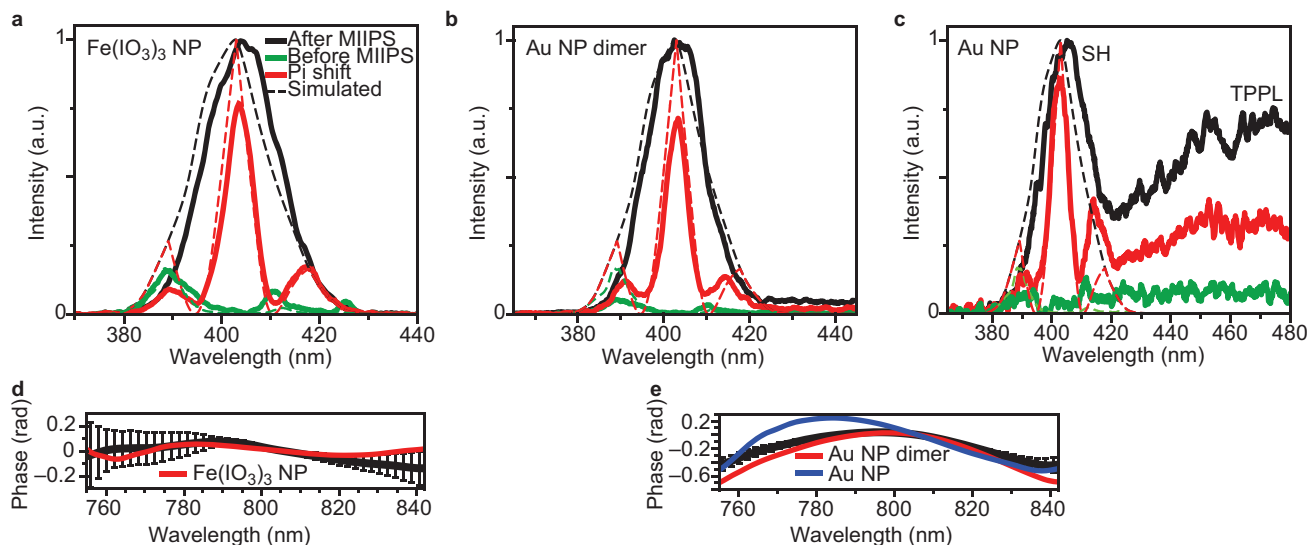 a
Fe(IO3)3 NP
After MIIPS
Before MIIPS
Pi shift
Simulated
Intensity (a.u.)
1
0
380 400 420 440
Wavelength (nm)
b
Au NP dimer
Intensity (a.u.)
1
0
380 400 420 440
Wavelength (nm)
c
Au NP
SH
TPPL
Intensity (a.u.)
1
0
380 400 420 440 460 480
Wavelength (nm)
d
Phase (rad)
0.2
0
−0.2
Fe(IO3)3 NP
760 780 800 820 840
Wavelength (nm)
e
Phase (rad)
0.2
−0.2
−0.6
Au NP dimer
Au NP
760 780 800 820 840
Wavelength (nm)